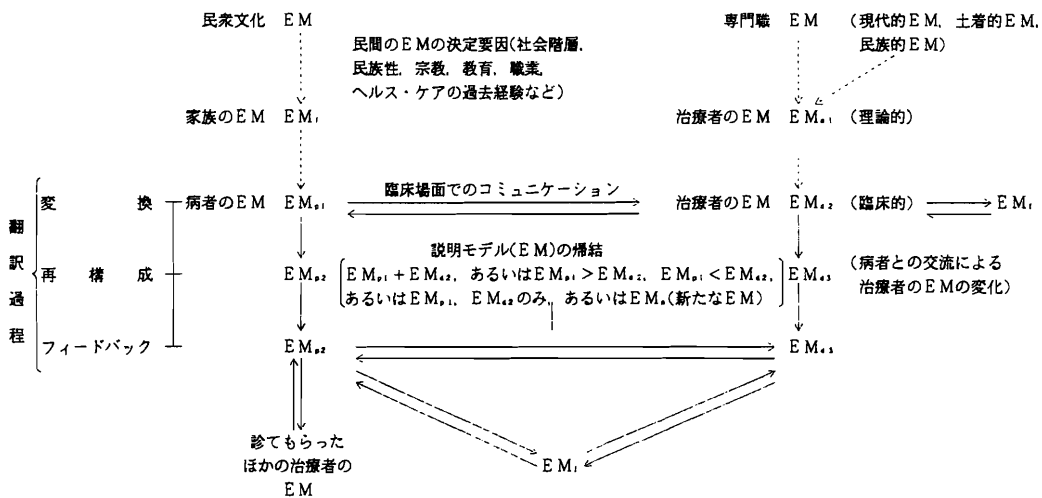 民衆文化 EM
専門職 EM (現代的EM, 土着的EM,
民族的EM)
民間のEMの決定要因(社会階層,
民族性, 宗教, 教育, 職業,
ヘルス・ケアの過去経験など)
家族のEM EMf
治療者のEM EMd1 (理論的)
翻訳過程
変換
病者のEM EMp1
臨床場面でのコミュニケーション
治療者のEM EMd2 (臨床的)
EMf
説明モデル(EM)の帰結
再構成
EMp2
EMp1+EMd2, あるいはEMp1>EMd2, EMp1<EMd2,
あるいはEMp1, EMd2のみ, あるいはEMn(新たなEM)
EMd3
(病者との交流による
治療者のEMの変化)
フィードバック
EMp2
EMd3
診てもらった
ほかの治療者の
EM
EMf